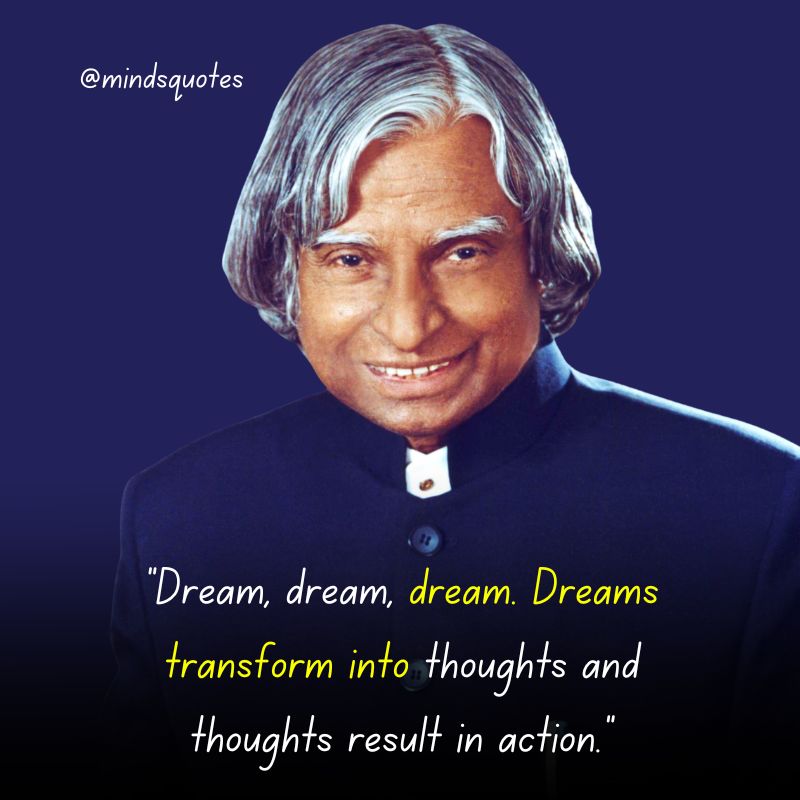 @mindsquotes
"Dream, dream, dream. Dreams
transform into thoughts and
thoughts result in action."